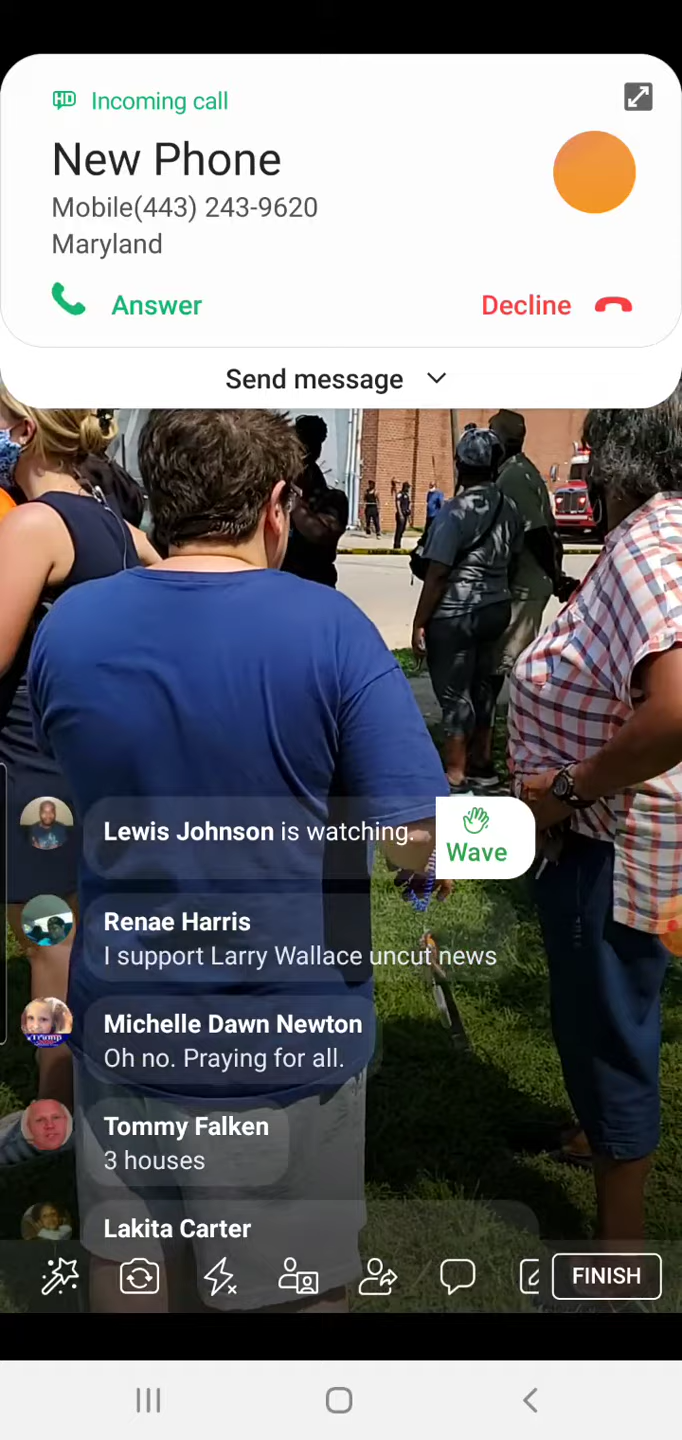 HD Incoming call
New Phone
Mobile(443) 243-9620
Maryland
Answer
Decline
Send message
Lewis Johnson is watching.
Wave
Renae Harris
I support Larry Wallace uncut news
Michelle Dawn Newton
Trump
Oh no. Praying for all.
Tommy Falken
3 houses
Lakita Carter
FINISH